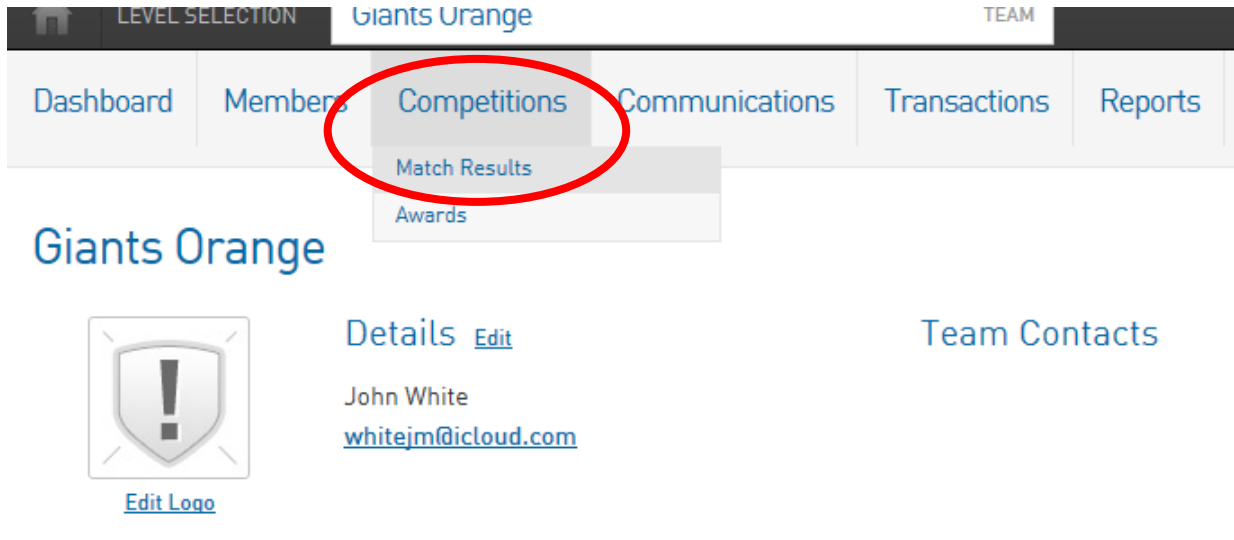 LEVEL SELECTION Giants Orange TEAM
Dashboard Members Competitions Communications Transactions Reports
Match Results
Awards
Giants Orange
Details Edit Team Contacts
John White
whitejm@icloud.com
Edit Logo